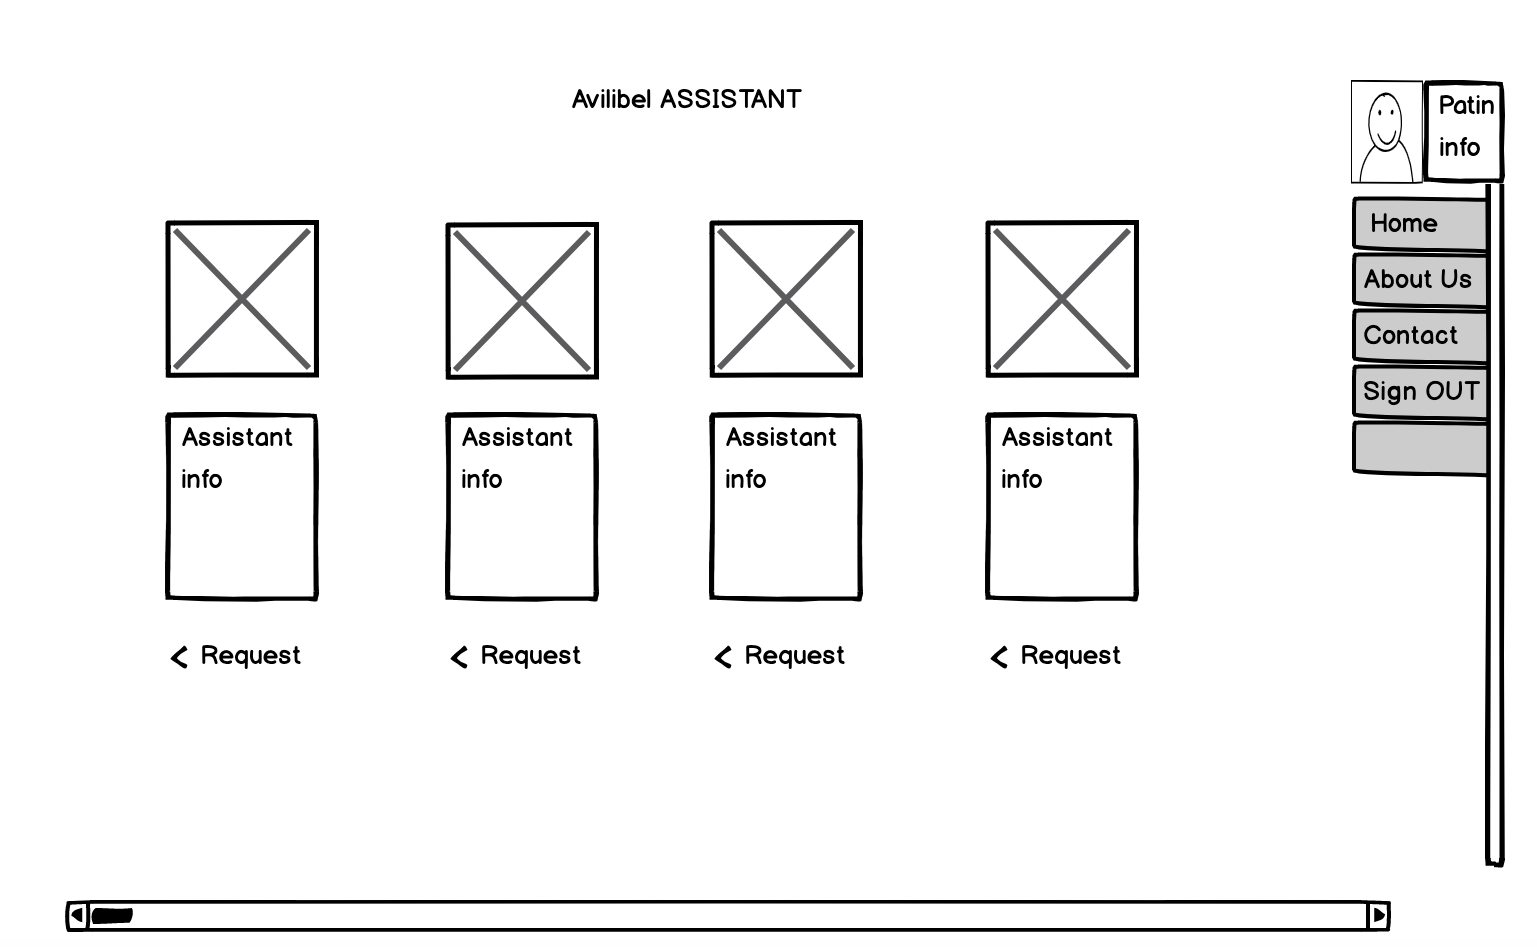 Avilibel ASSISTANT
Patin
info
Home
About Us
Contact
Sign OUT
Assistant
info
Assistant
info
Assistant
info
Assistant
info
Request
Request
Request
Request